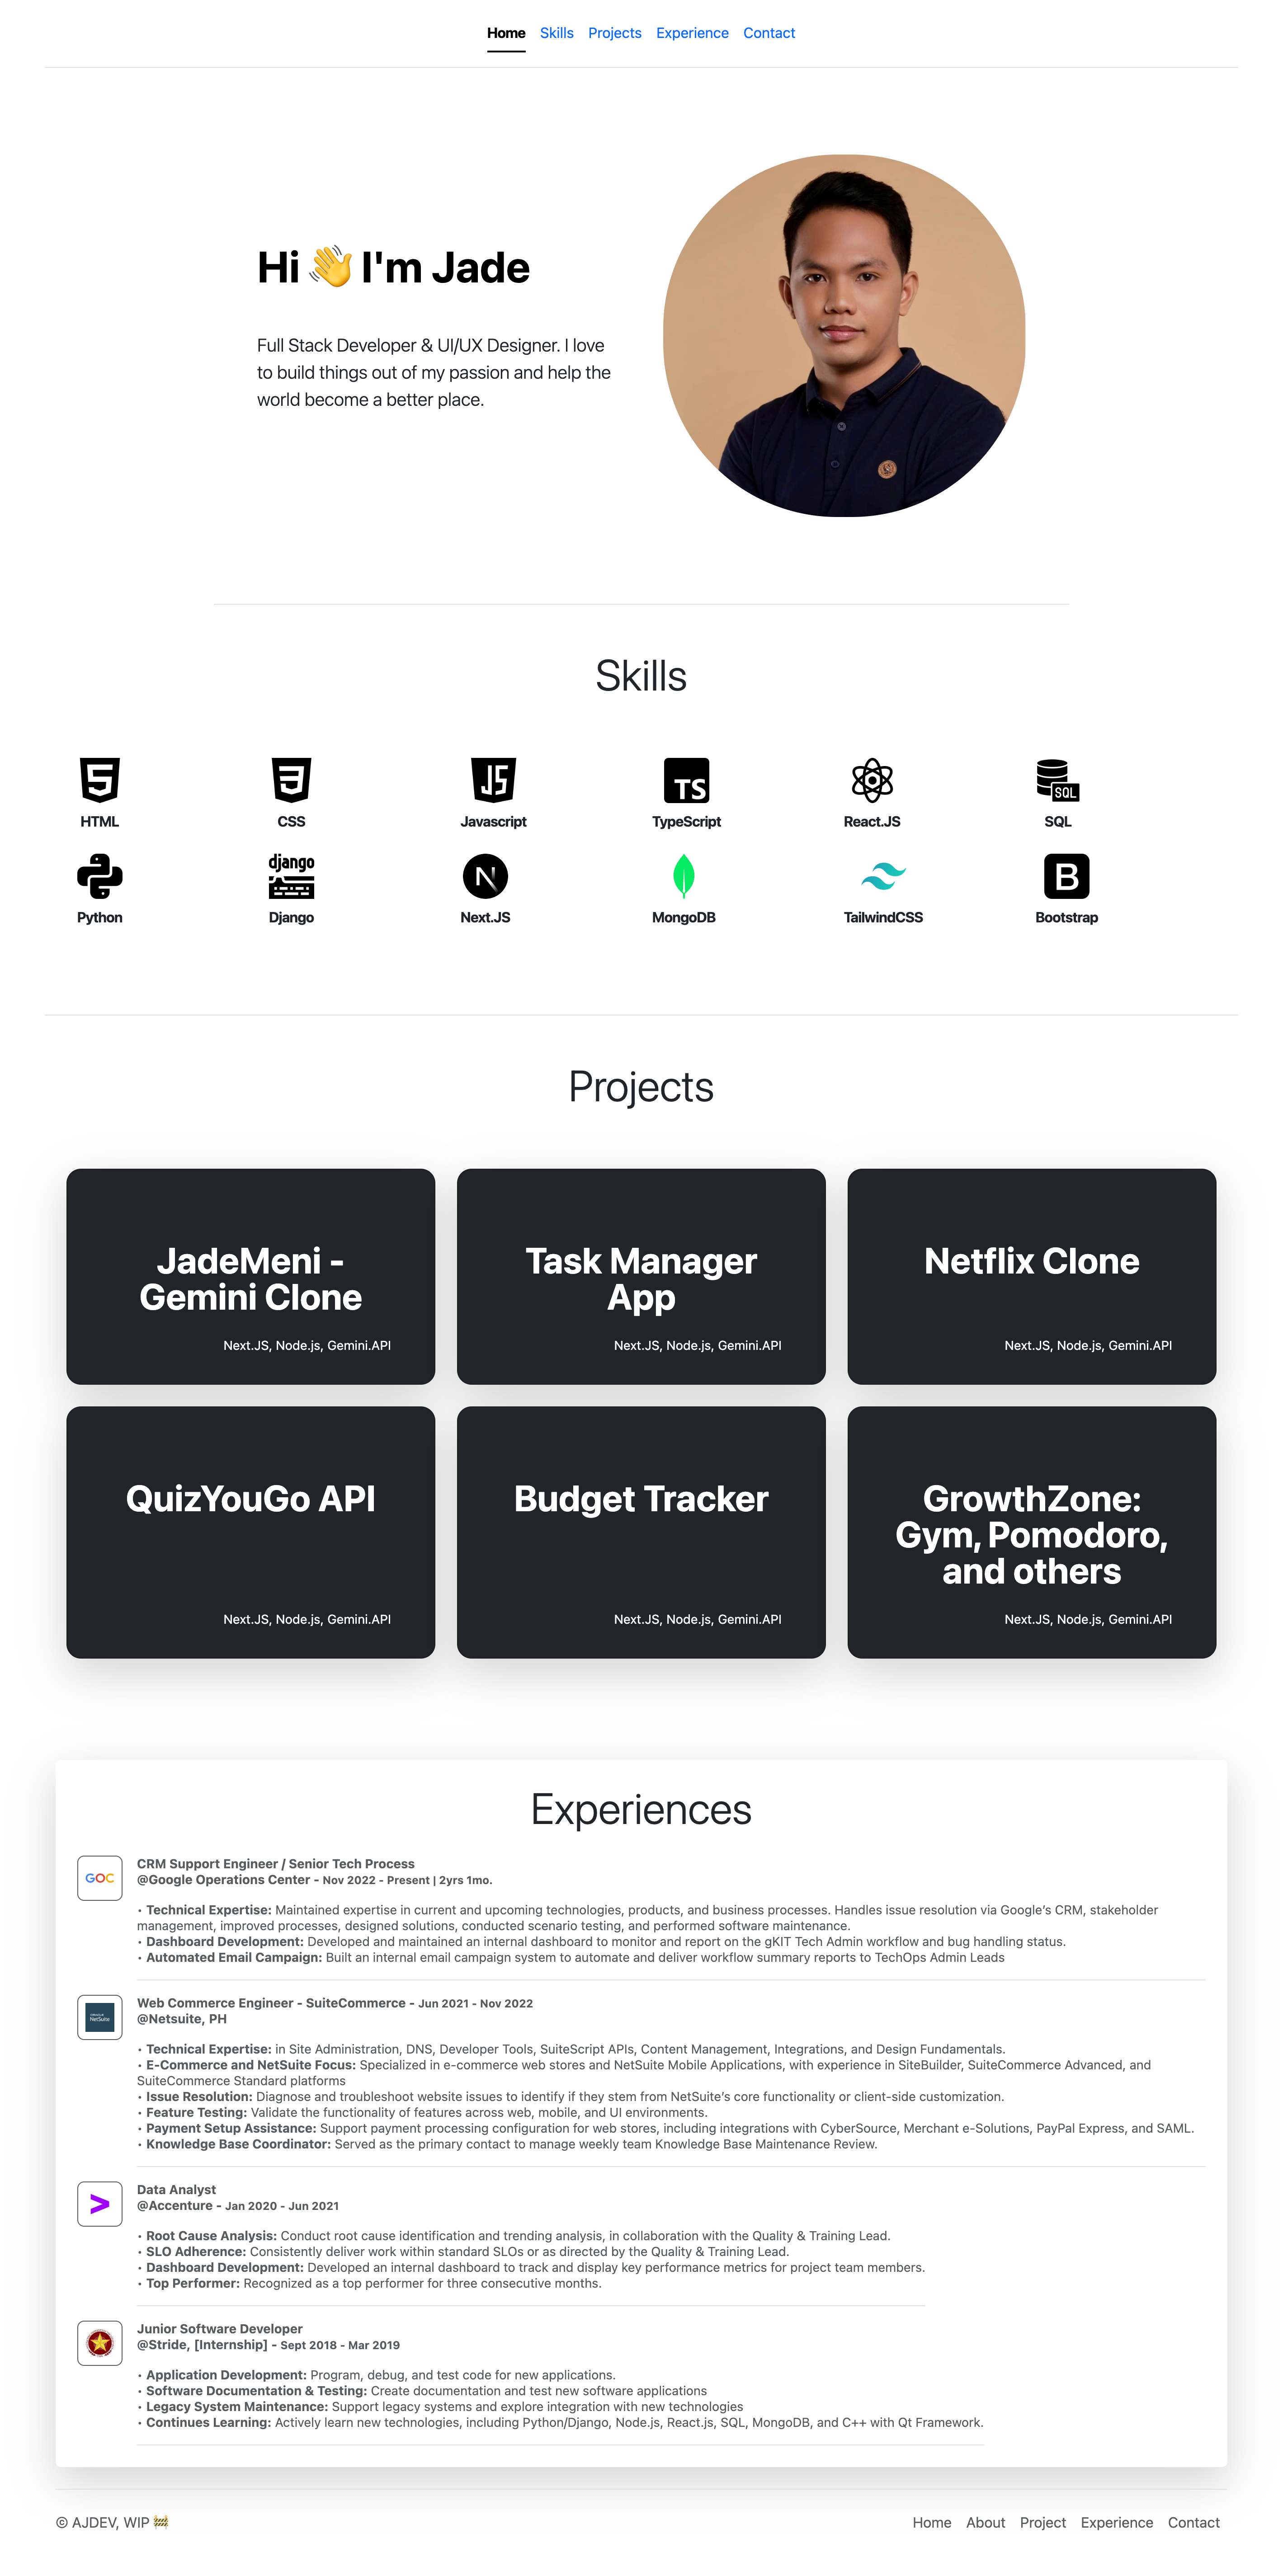 Home Skills Projects Experience Contact
Hi 👋 I'm Jade
Full Stack Developer & UI/UX Designer. I love
to build things out of my passion and help the
world become a better place.
Skills
JS TS SQL
HTML CSS Javascript TypeScript React.JS SQL
django N B
Python Django Next.JS MongoDB TailwindCSS Bootstrap
Projects
JadeMeni -
Gemini Clone
Next.JS, Node.js, Gemini.API
Task Manager
App
Next.JS, Node.js, Gemini.API
Netflix Clone
Next.JS, Node.js, Gemini.API
QuizYouGo API
Next.JS, Node.js, Gemini.API
Budget Tracker
Next.JS, Node.js, Gemini.API
GrowthZone:
Gym, Pomodoro,
and others
Next.JS, Node.js, Gemini.API
Experiences
GOC
CRM Support Engineer / Senior Tech Process
@Google Operations Center - Nov 2022 - Present | 2yrs 1mo.
• Technical Expertise: Maintained expertise in current and upcoming technologies, products, and business processes. Handles issue resolution via Google's CRM, stakeholder
management, improved processes, designed solutions, conducted scenario testing, and performed software maintenance.
• Dashboard Development: Developed and maintained an internal dashboard to monitor and report on the gKIT Tech Admin workflow and bug handling status.
• Automated Email Campaign: Built an internal email campaign system to automate and deliver workflow summary reports to TechOps Admin Leads
NetSuite
Web Commerce Engineer - SuiteCommerce - Jun 2021 - Nov 2022
@Netsuite, PH
• Technical Expertise: in Site Administration, DNS, Developer Tools, SuiteScript APIs, Content Management, Integrations, and Design Fundamentals.
• E-Commerce and NetSuite Focus: Specialized in e-commerce web stores and NetSuite Mobile Applications, with experience in SiteBuilder, SuiteCommerce Advanced, and
SuiteCommerce Standard platforms
• Issue Resolution: Diagnose and troubleshoot website issues to identify if they stem from NetSuite's core functionality or client-side customization.
• Feature Testing: Validate the functionality of features across web, mobile, and UI environments.
• Payment Setup Assistance: Support payment processing configuration for web stores, including integrations with CyberSource, Merchant e-Solutions, PayPal Express, and SAML.
• Knowledge Base Coordinator: Served as the primary contact to manage weekly team Knowledge Base Maintenance Review.
Data Analyst
@Accenture - Jan 2020 - Jun 2021
• Root Cause Analysis: Conduct root cause identification and trending analysis, in collaboration with the Quality & Training Lead.
• SLO Adherence: Consistently deliver work within standard SLOs or as directed by the Quality & Training Lead.
• Dashboard Development: Developed an internal dashboard to track and display key performance metrics for project team members.
• Top Performer: Recognized as a top performer for three consecutive months.
Junior Software Developer
@Stride, [Internship] - Sept 2018 - Mar 2019
• Application Development: Program, debug, and test code for new applications.
• Software Documentation & Testing: Create documentation and test new software applications
• Legacy System Maintenance: Support legacy systems and explore integration with new technologies
• Continues Learning: Actively learn new technologies, including Python/Django, Node.js, React.js, SQL, MongoDB, and C++ with Qt Framework.
© AJDEV, WIP 🚧 Home About Project Experience Contact